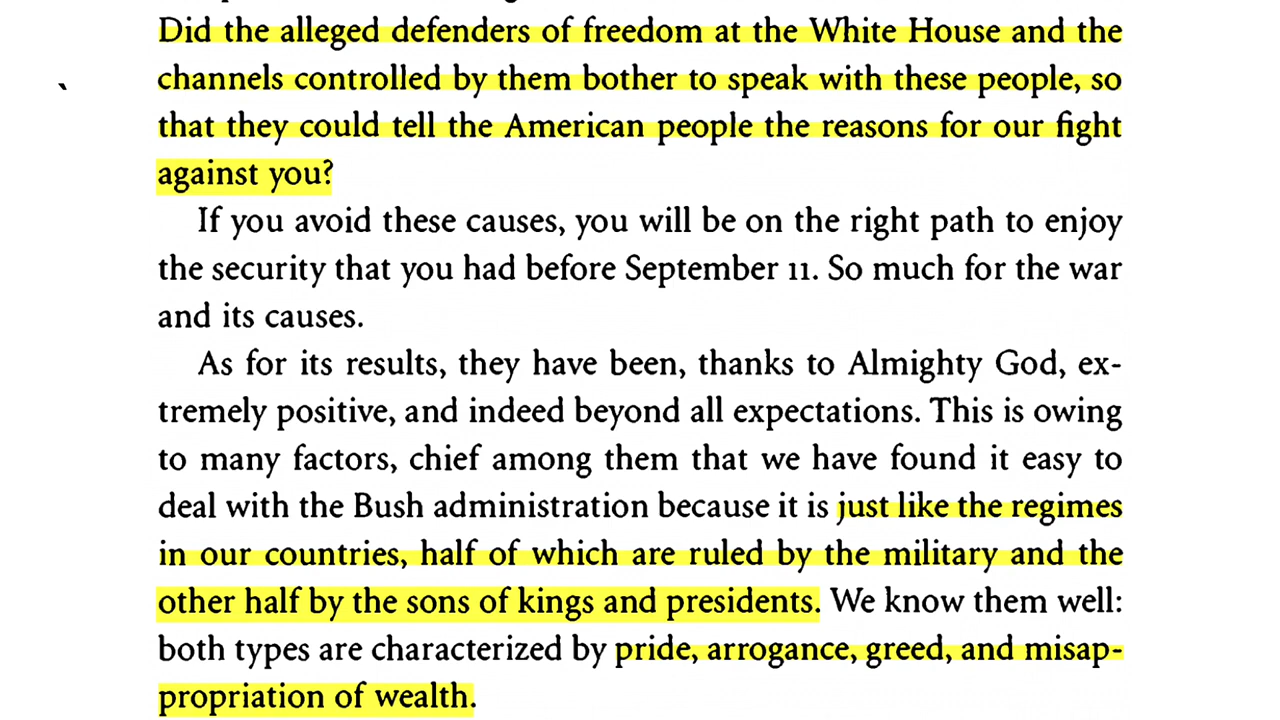 Did the alleged defenders of freedom at the White House and the
channels controlled by them bother to speak with these people, so
that they could tell the American people the reasons for our fight
against you?
If you avoid these causes, you will be on the right path to enjoy
the security that you had before September 11. So much for the war
and its causes.
As for its results, they have been, thanks to Almighty God, ex-
tremely positive, and indeed beyond all expectations. This is owing
to many factors, chief among them that we have found it easy to
deal with the Bush administration because it is just like the regimes
in our countries, half of which are ruled by the military and the
other half by the sons of kings and presidents. We know them well:
both types are characterized by pride, arrogance, greed, and misap-
propriation of wealth.